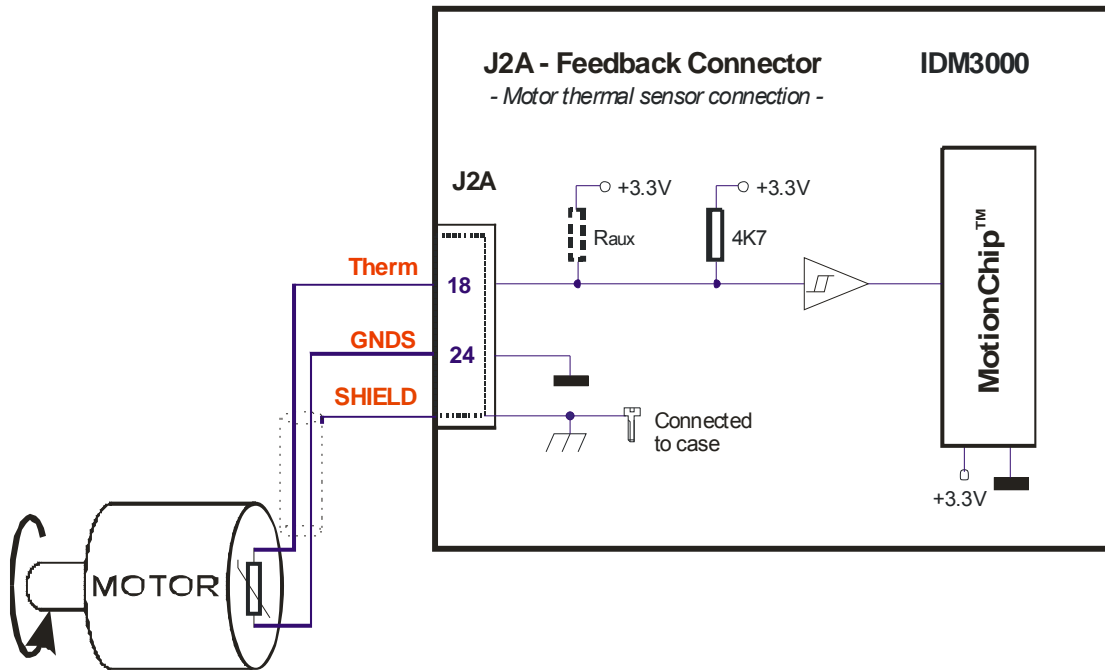 J2A - Feedback Connector
IDM3000
- Motor thermal sensor connection -
J2A
+3.3V
+3.3V
Raux
4K7
Therm
18
GNDS
24
SHIELD
Connected
to case
MotionChip™
+3.3V
MOTOR